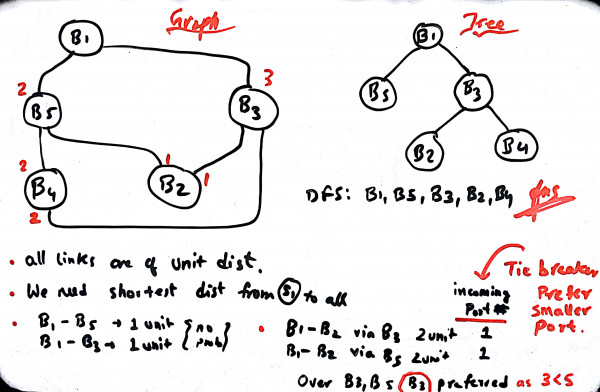 Graph
Tree
B1
B1
2
3
B5
B3
B5
B3
2
1
1
B4
B2
B2
B4
2
DFS: B1, B5, B3, B2, B4 Ans
• all links are of unit dist.
• We need shortest dist from S1 to all
• B1 - B5 → 1 unit
B1 - B3 → 1 unit
{ no prob }
Tie breaker
Prefer
smaller
Port.
incoming
Port #
• B1 - B2 via B3 2unit 1
B1 - B2 via B5 2unit 1
Over B3, B5 B3 preferred as 3<5